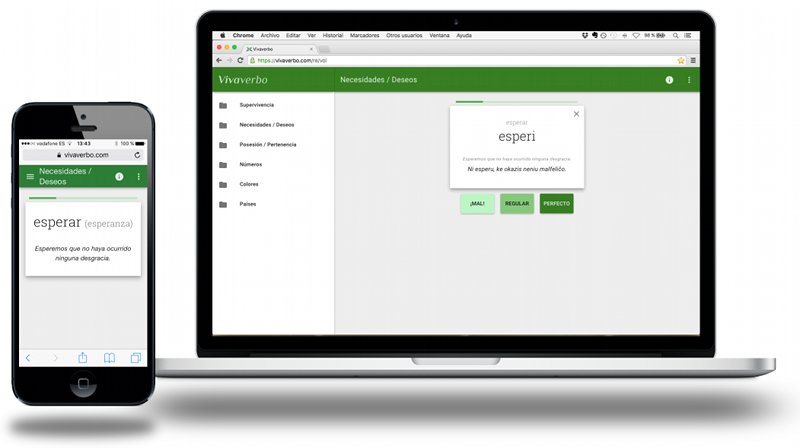 vodafone ES
13:43
100 %
vivaverbo.com
Necesidades /
Deseos
esperar (esperanza)
Esperemos que no haya ocurrido
ninguna desgracia.
Chrome Archivo Editar Ver Historial Marcadores Otros usuarios Ventana Ayuda
98 %
Vivaverbo
https://vivaverbo.com/re/vol
Vivaverbo
Necesidades / Deseos
Supervivencia
Necesidades / Deseos
Posesión / Pertenencia
Números
Colores
Países
esperar
esperi
Esperemos que no haya ocurrido ninguna desgracia.
Ni esperu, ke okazis neniu malfeliĉo.
¡MAL!
REGULAR
PERFECTO